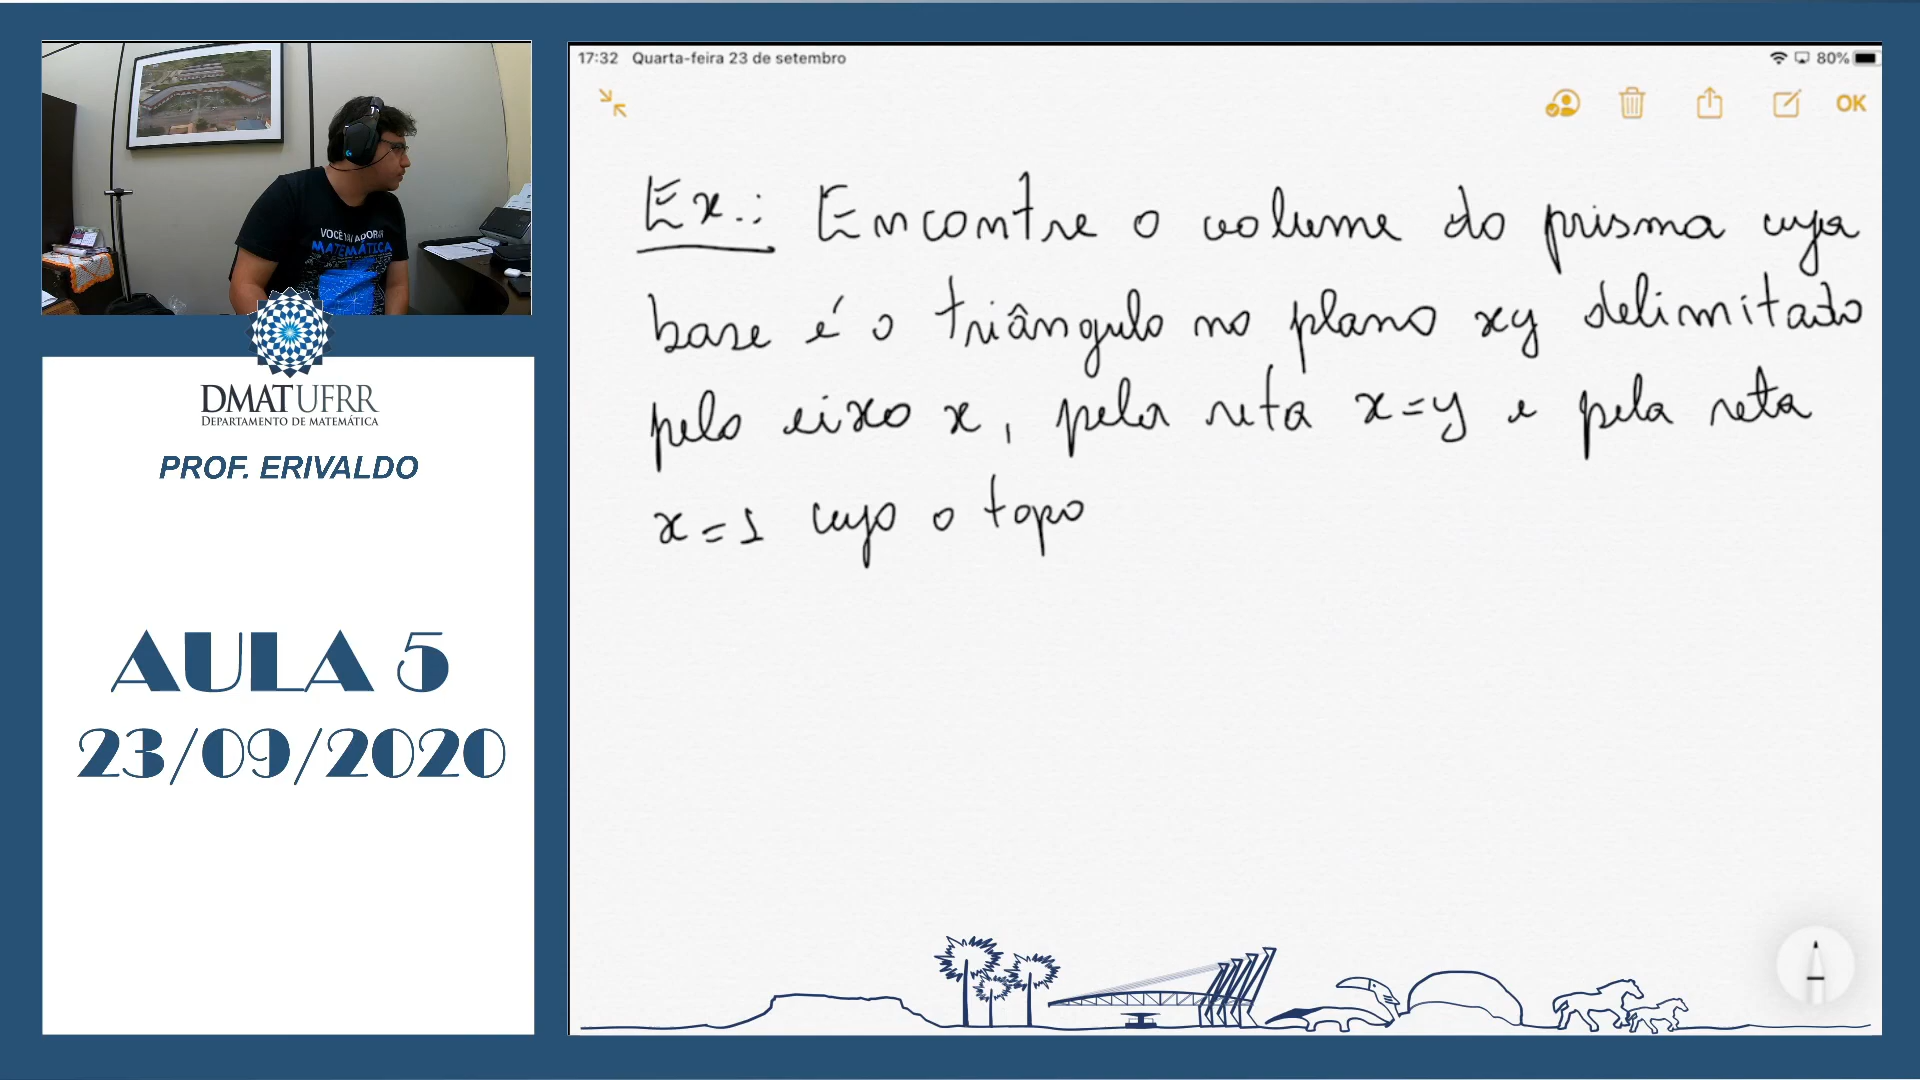 17:32 Quarta-feira 23 de setembro
80%
OK
VOCÊ VAI ADORAR
MATEMÁTICA
Ex.: Encontre o volume do prisma cuja
base é o triângulo no plano xy delimitado
pelo eixo x, pela reta x=y e pela reta
x=1 cujo o topo
DMATUFRR
DEPARTAMENTO DE MATEMÁTICA
PROF. ERIVALDO
AULA 5
23/09/2020